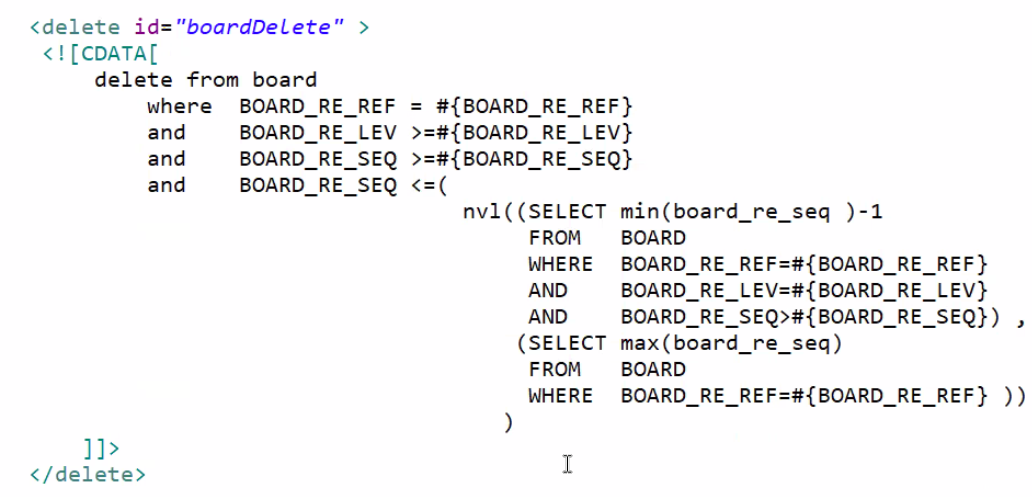 <delete id="boardDelete" >
<![CDATA[
delete from board
where BOARD_RE_REF = #{BOARD_RE_REF}
and BOARD_RE_LEV >=#{BOARD_RE_LEV}
and BOARD_RE_SEQ >=#{BOARD_RE_SEQ}
and BOARD_RE_SEQ <=(
nvl((SELECT min(board_re_seq )-1
FROM BOARD
WHERE BOARD_RE_REF=#{BOARD_RE_REF}
AND BOARD_RE_LEV=#{BOARD_RE_LEV}
AND BOARD_RE_SEQ>#{BOARD_RE_SEQ}) ,
(SELECT max(board_re_seq)
FROM BOARD
WHERE BOARD_RE_REF=#{BOARD_RE_REF} ))
)
]]>
</delete>